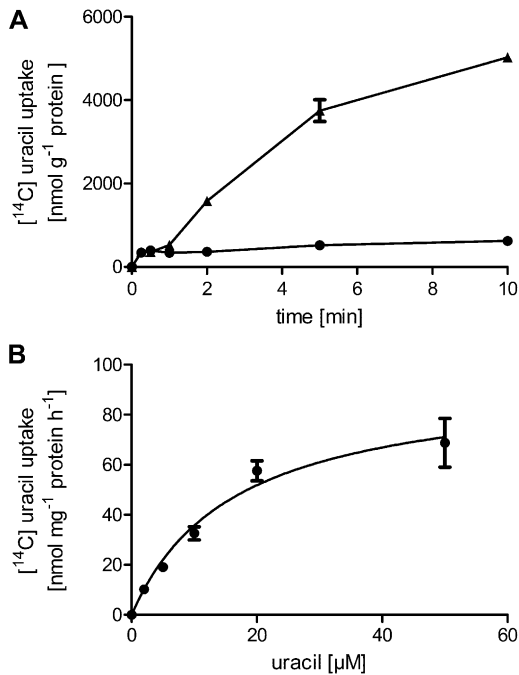 A
6000
4000
2000
0
[¹⁴C] uracil uptake
[nmol g⁻¹ protein ]
0 2 4 6 8 10
time [min]
B
100
80
60
40
20
0
[¹⁴C] uracil uptake
[nmol mg⁻¹ protein h⁻¹]
0 20 40 60
uracil [µM]